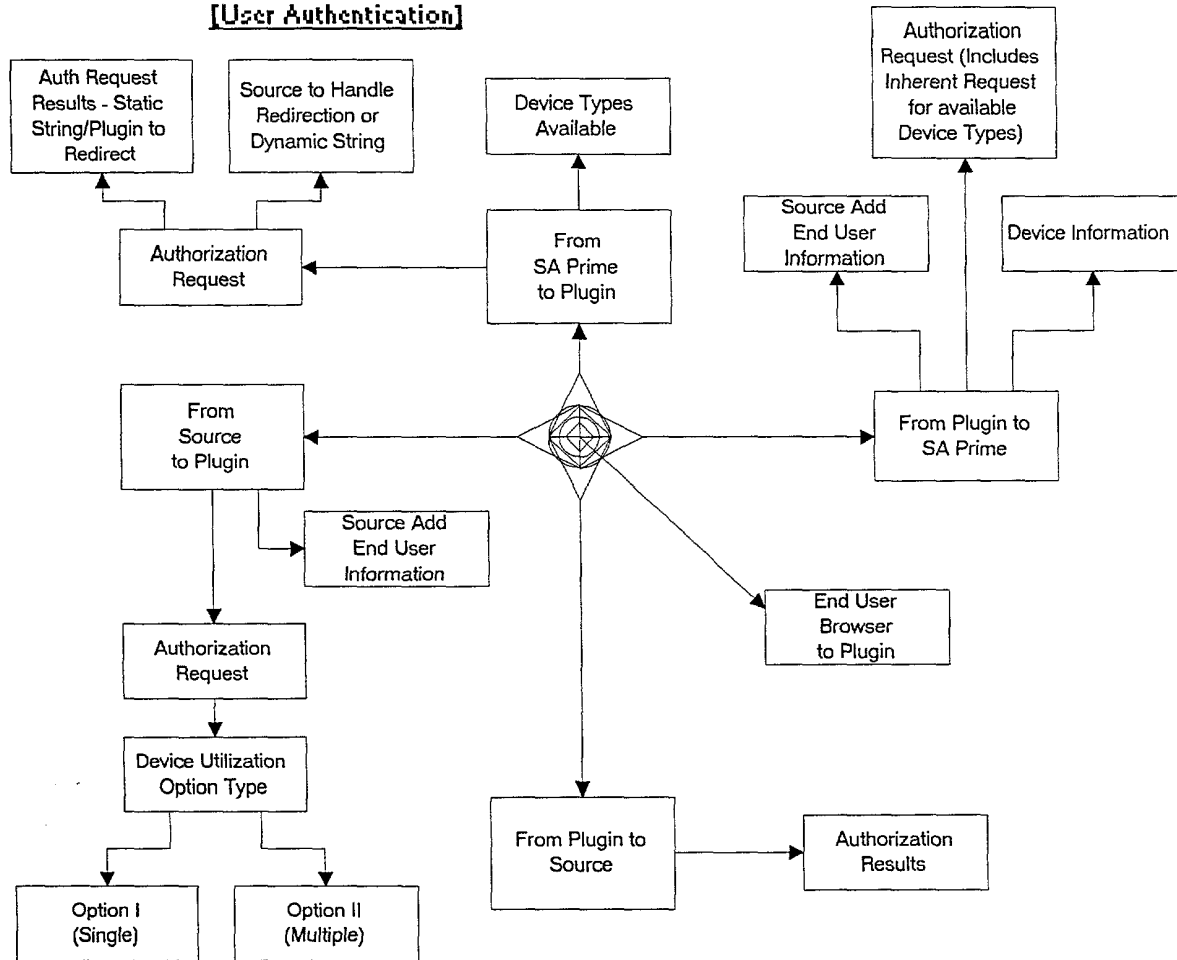 [User Authentication]
Auth Request
Results - Static
String/Plugin to
Redirect
Source to Handle
Redirection or
Dynamic String
Device Types
Available
Authorization
Request (Includes
Inherent Request
for available
Device Types)
Source Add
End User
Information
Device Information
Authorization
Request
From
SA Prime
to Plugin
From
Source
to Plugin
From Plugin to
SA Prime
Source Add
End User
Information
End User
Browser
to Plugin
Authorization
Request
Device Utilization
Option Type
From Plugin to
Source
Authorization
Results
Option I
(Single)
Option II
(Multiple)